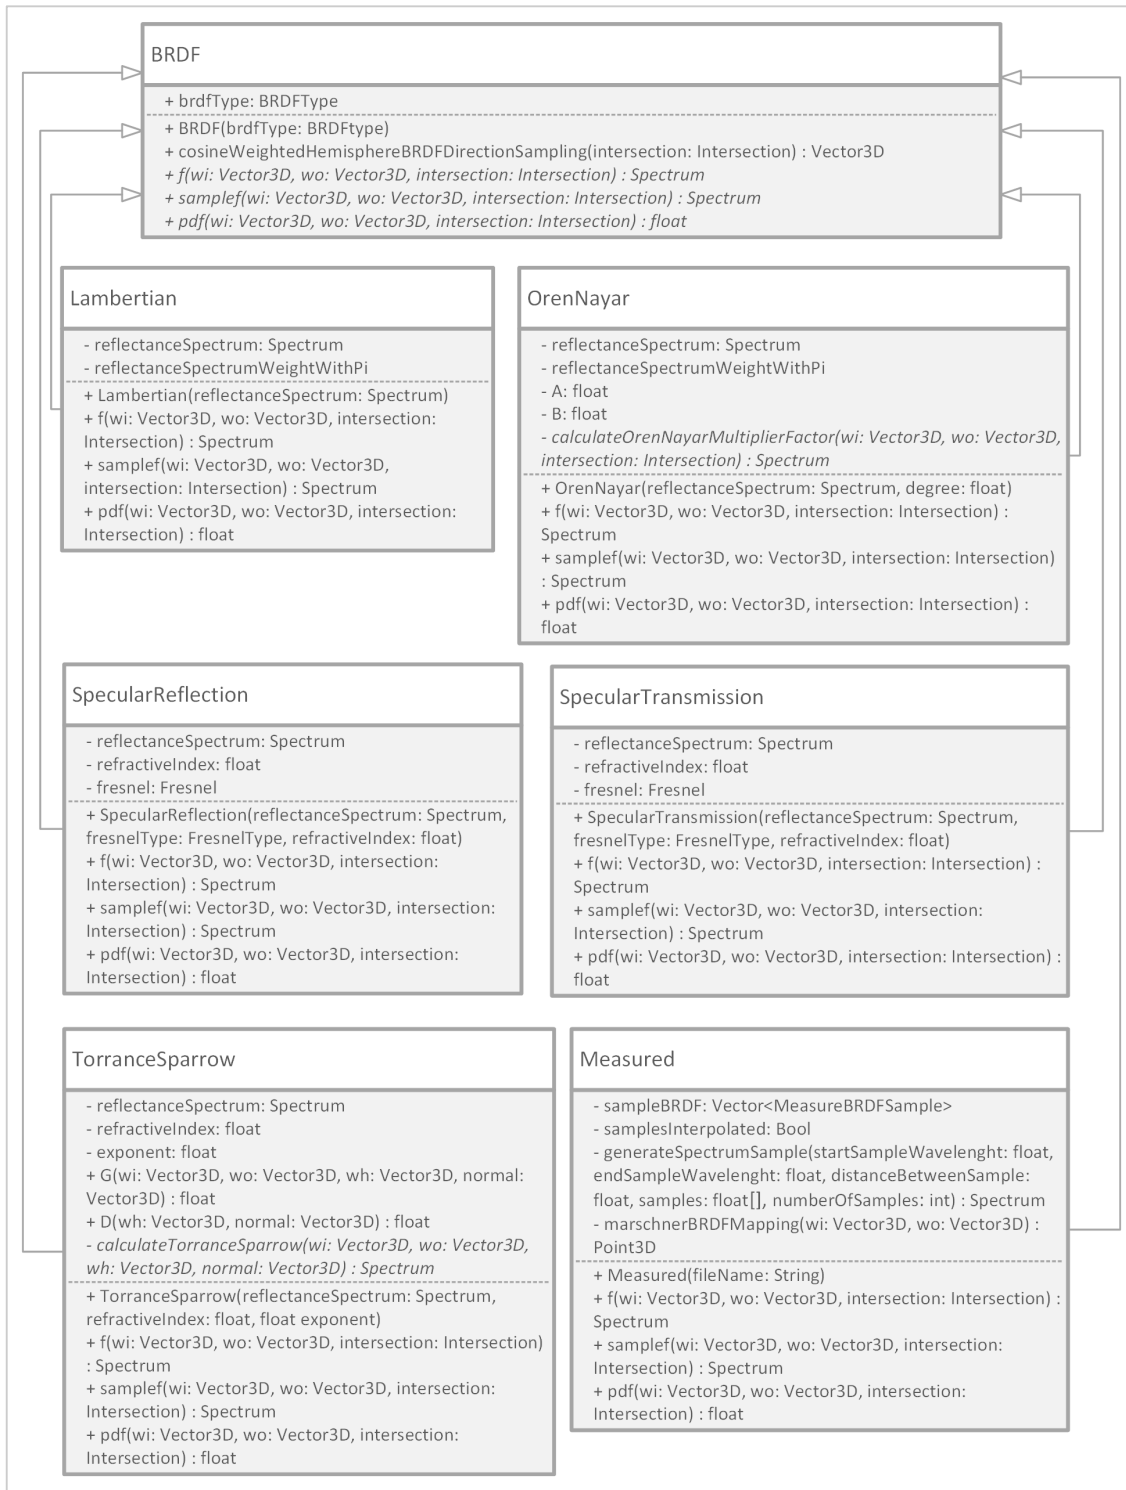 BRDF
+ brdfType: BRDFType
+ BRDF(brdfType: BRDFtype)
+ cosineWeightedHemisphereBRDFDirectionSampling(intersection: Intersection) : Vector3D
+ f(wi: Vector3D, wo: Vector3D, intersection: Intersection) : Spectrum
+ samplef(wi: Vector3D, wo: Vector3D, intersection: Intersection) : Spectrum
+ pdf(wi: Vector3D, wo: Vector3D, intersection: Intersection) : float
Lambertian
- reflectanceSpectrum: Spectrum
- reflectanceSpectrumWeightWithPi
+ Lambertian(reflectanceSpectrum: Spectrum)
+ f(wi: Vector3D, wo: Vector3D, intersection:
Intersection) : Spectrum
+ samplef(wi: Vector3D, wo: Vector3D,
intersection: Intersection) : Spectrum
+ pdf(wi: Vector3D, wo: Vector3D, intersection:
Intersection) : float
OrenNayar
- reflectanceSpectrum: Spectrum
- reflectanceSpectrumWeightWithPi
- A: float
- B: float
- calculateOrenNayarMultiplierFactor(wi: Vector3D, wo: Vector3D,
intersection: Intersection) : Spectrum
+ OrenNayar(reflectanceSpectrum: Spectrum, degree: float)
+ f(wi: Vector3D, wo: Vector3D, intersection: Intersection) :
Spectrum
+ samplef(wi: Vector3D, wo: Vector3D, intersection: Intersection)
: Spectrum
+ pdf(wi: Vector3D, wo: Vector3D, intersection: Intersection) :
float
SpecularReflection
- reflectanceSpectrum: Spectrum
- refractiveIndex: float
- fresnel: Fresnel
+ SpecularReflection(reflectanceSpectrum: Spectrum,
fresnelType: FresnelType, refractiveIndex: float)
+ f(wi: Vector3D, wo: Vector3D, intersection:
Intersection) : Spectrum
+ samplef(wi: Vector3D, wo: Vector3D, intersection:
Intersection) : Spectrum
+ pdf(wi: Vector3D, wo: Vector3D, intersection:
Intersection) : float
SpecularTransmission
- reflectanceSpectrum: Spectrum
- refractiveIndex: float
- fresnel: Fresnel
+ SpecularTransmission(reflectanceSpectrum: Spectrum,
fresnelType: FresnelType, refractiveIndex: float)
+ f(wi: Vector3D, wo: Vector3D, intersection: Intersection) :
Spectrum
+ samplef(wi: Vector3D, wo: Vector3D, intersection:
Intersection) : Spectrum
+ pdf(wi: Vector3D, wo: Vector3D, intersection: Intersection) :
float
TorranceSparrow
- reflectanceSpectrum: Spectrum
- refractiveIndex: float
- exponent: float
+ G(wi: Vector3D, wo: Vector3D, wh: Vector3D, normal:
Vector3D) : float
+ D(wh: Vector3D, normal: Vector3D) : float
- calculateTorranceSparrow(wi: Vector3D, wo: Vector3D,
wh: Vector3D, normal: Vector3D) : Spectrum
+ TorranceSparrow(reflectanceSpectrum: Spectrum,
refractiveIndex: float, float exponent)
+ f(wi: Vector3D, wo: Vector3D, intersection: Intersection)
: Spectrum
+ samplef(wi: Vector3D, wo: Vector3D, intersection:
Intersection) : Spectrum
+ pdf(wi: Vector3D, wo: Vector3D, intersection:
Intersection) : float
Measured
- sampleBRDF: Vector<MeasureBRDFSample>
- samplesInterpolated: Bool
- generateSpectrumSample(startSampleWavelenght: float,
endSampleWavelenght: float, distanceBetweenSample:
float, samples: float[], numberOfSamples: int) : Spectrum
- marschnerBRDFMapping(wi: Vector3D, wo: Vector3D) :
Point3D
+ Measured(fileName: String)
+ f(wi: Vector3D, wo: Vector3D, intersection: Intersection) :
Spectrum
+ samplef(wi: Vector3D, wo: Vector3D, intersection:
Intersection) : Spectrum
+ pdf(wi: Vector3D, wo: Vector3D, intersection:
Intersection) : float